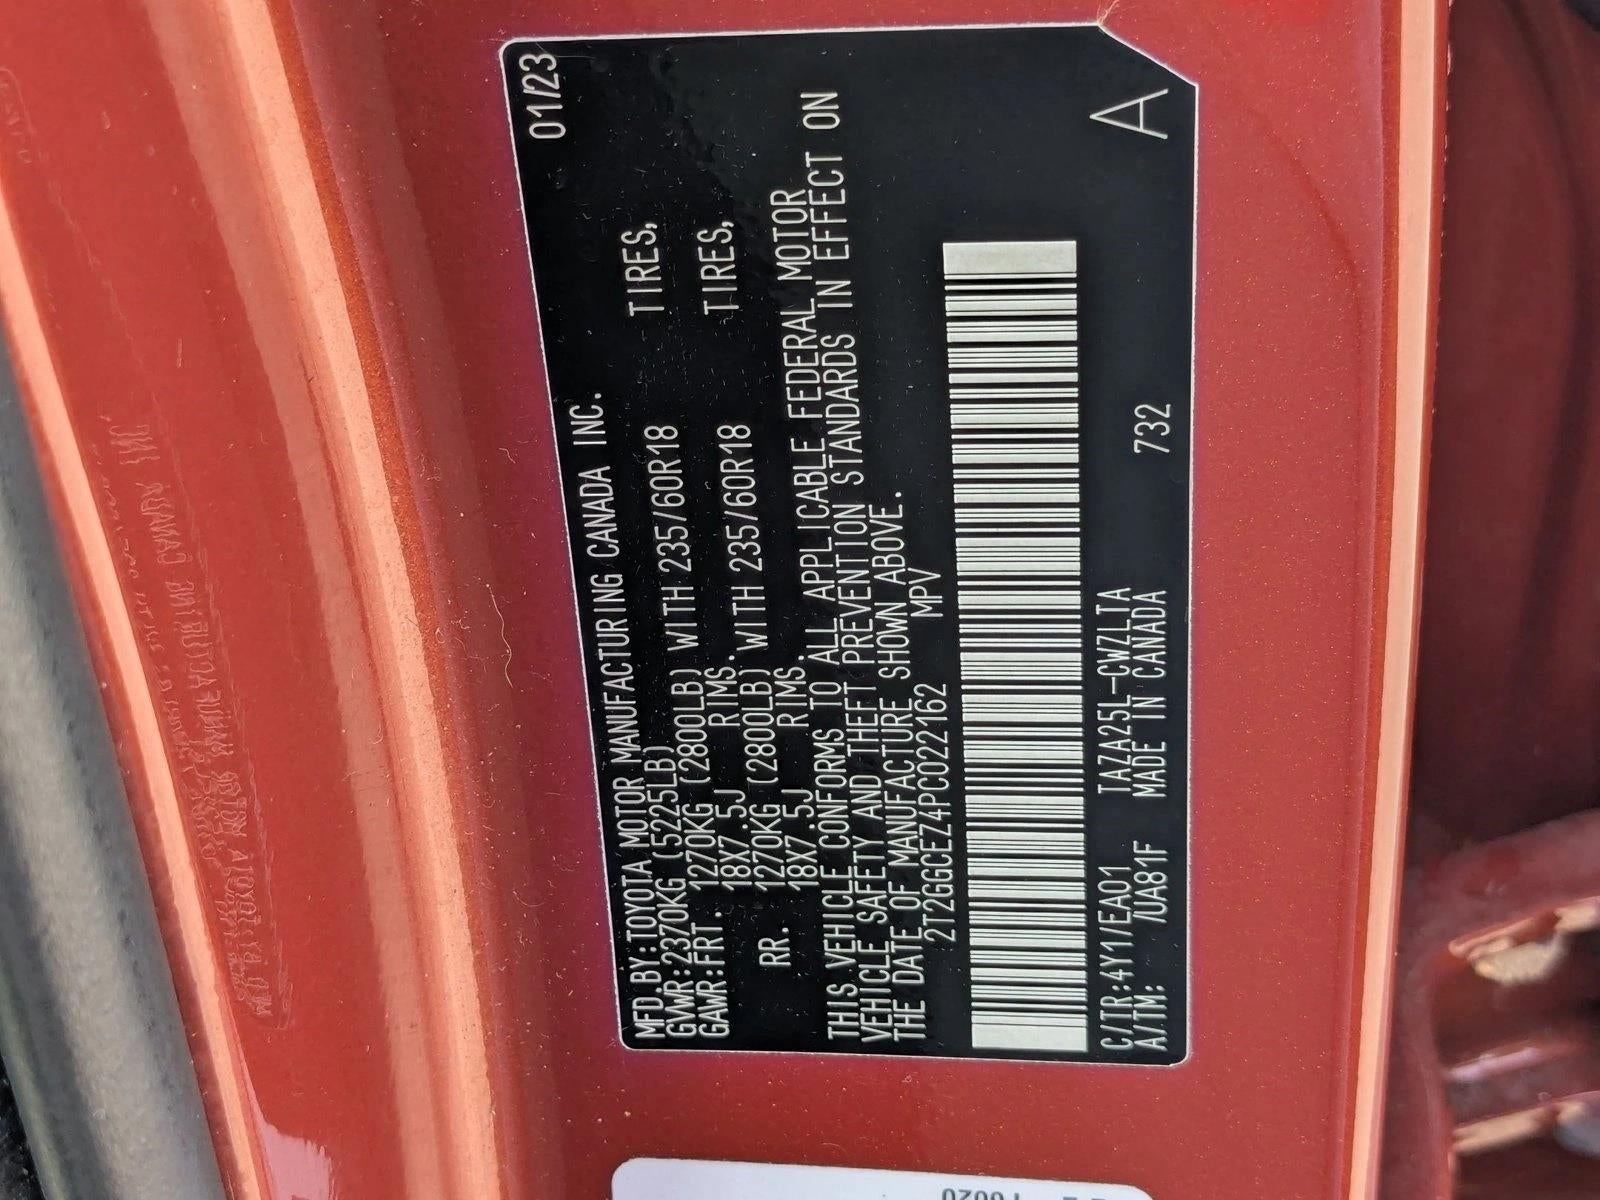 01/23
MFD.BY:TOYOTA MOTOR MANUFACTURING CANADA INC.
GVWR:2370KG (5225LB)
GAWR:FRT. 1270KG (2800LB) WITH 235/60R18 TIRES,
18X7.5J RIMS.
RR. 1270KG (2800LB) WITH 235/60R18 TIRES,
18X7.5J RIMS.
THIS VEHICLE CONFORMS TO ALL APPLICABLE FEDERAL MOTOR
VEHICLE SAFETY AND THEFT PREVENTION STANDARDS IN EFFECT ON
THE DATE OF MANUFACTURE SHOWN ABOVE.
2T2GGCEZ4PC022162 MPV
C/TR:4Y1/EA01 TAZA25L-CWZLTA
A/TM: /UA81F MADE IN CANADA 732
A